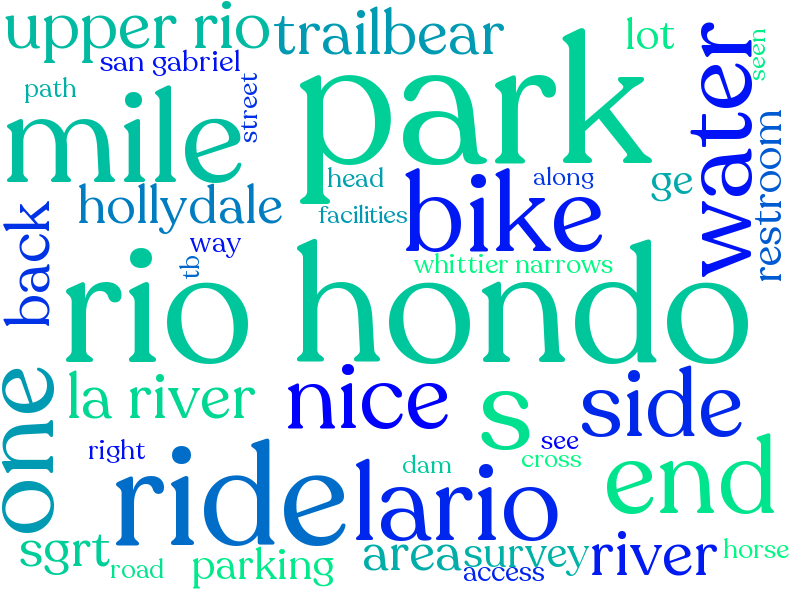 upper rio
trailbear
lot
seen
san gabriel
path
street
mile
park
water
restroom
head
along
ge
hollydale
facilities
bike
back
way
tb
whittier narrows
rio hondo
one
la river
nice
s
side
right
see
cross
ride
lario
dam
end
sgrt
road
parking
area
survey
access
river
horse